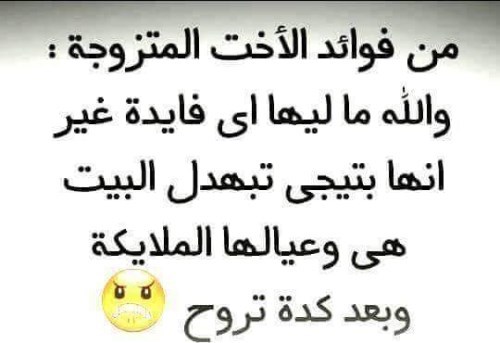 من فوائد الأخت المتزوجة :
والله ما ليها اى فايدة غير
انها بتيجى تبهدل البيت
هى وعيالها الملايكة
وبعد كدة تروح